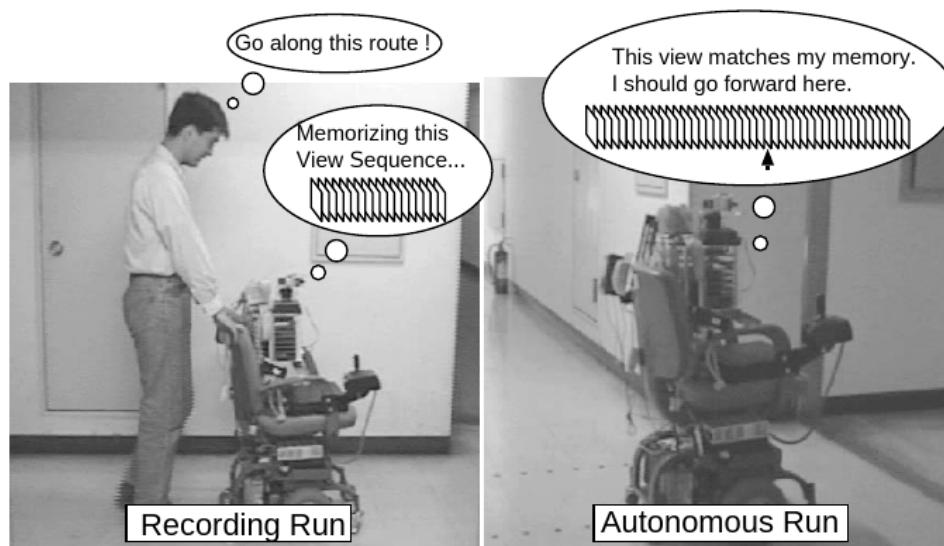 Go along this route !
Memorizing this
View Sequence...
Recording Run
This view matches my memory.
I should go forward here.
Autonomous Run